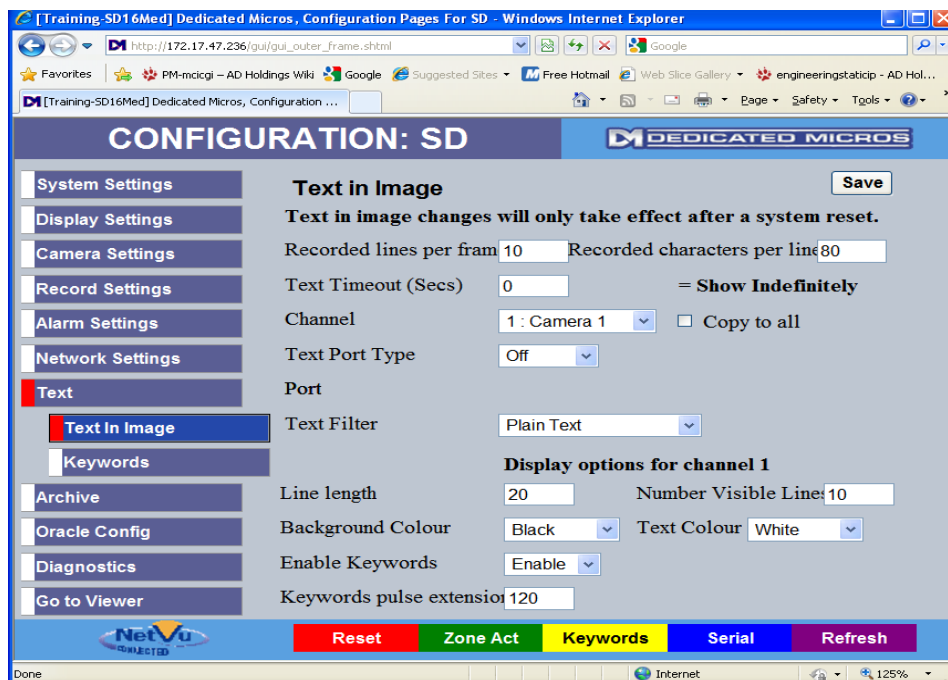 [Training-SD16Med] Dedicated Micros, Configuration Pages For SD - Windows Internet Explorer
http://172.17.47.236/gui/gui_outer_frame.shtml
Google
Favorites PM-mcicgi – AD Holdings Wiki Google Suggested Sites Free Hotmail Web Slice Gallery engineeringstaticip - AD Hol...
[Training-SD16Med] Dedicated Micros, Configuration ...
Page Safety Tools
CONFIGURATION: SD
DEDICATED MICROS
System Settings
Display Settings
Camera Settings
Record Settings
Alarm Settings
Network Settings
Text
Text In Image
Keywords
Archive
Oracle Config
Diagnostics
Go to Viewer
Text in Image
Save
Text in image changes will only take effect after a system reset.
Recorded lines per fram 10 Recorded characters per line 80
Text Timeout (Secs) 0 = Show Indefinitely
Channel 1 : Camera 1 Copy to all
Text Port Type Off
Port
Text Filter Plain Text
Display options for channel 1
Line length 20 Number Visible Line: 10
Background Colour Black Text Colour White
Enable Keywords Enable
Keywords pulse extensio 120
NetVu
CONNECTED
Reset Zone Act Keywords Serial Refresh
Done Internet 125%